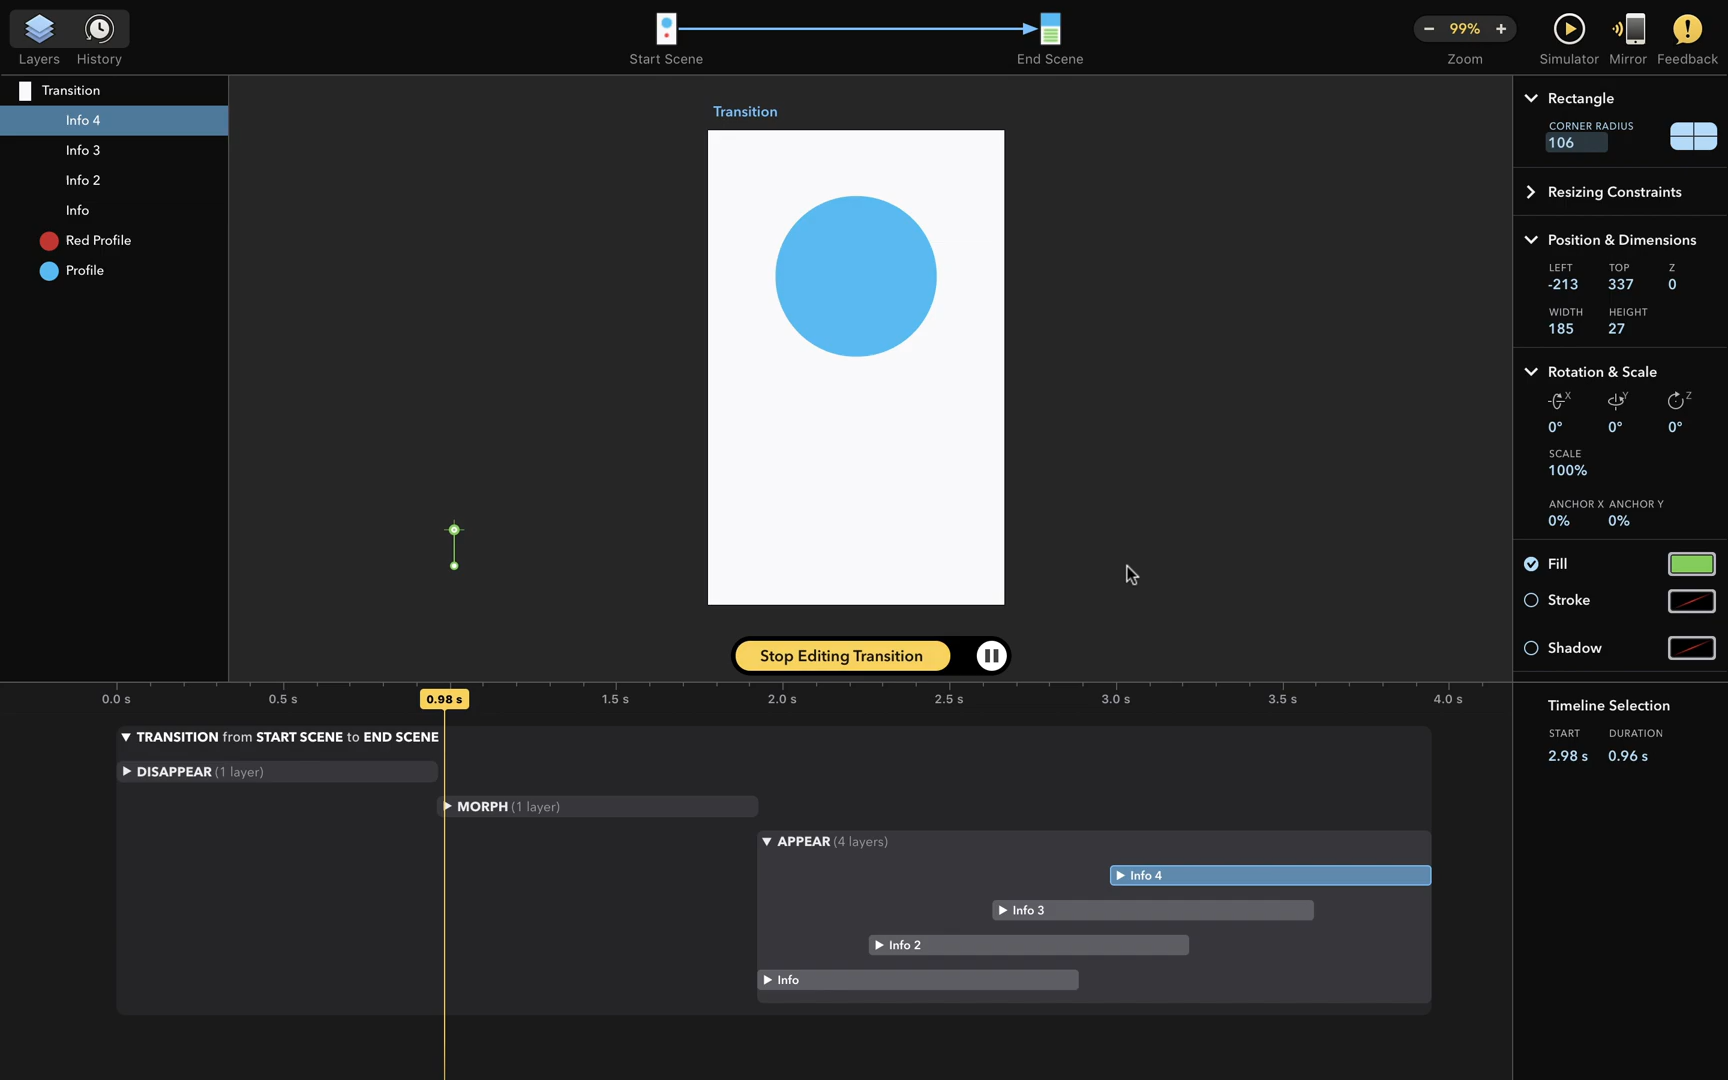 Layers
History
Start Scene
End Scene
99%
Zoom
Simulator
Mirror
Feedback
Transition
Info 4
Info 3
Info 2
Info
Red Profile
Profile
Transition
Stop Editing Transition
Rectangle
CORNER RADIUS
106
Resizing Constraints
Position & Dimensions
LEFT TOP Z
-213 337 0
WIDTH HEIGHT
185 27
Rotation & Scale
X Y Z
0° 0° 0°
SCALE
100%
ANCHOR X ANCHOR Y
0% 0%
Fill
Stroke
Shadow
0.0 s 0.5 s 0.98 s 1.5 s 2.0 s 2.5 s 3.0 s 3.5 s 4.0 s
TRANSITION from START SCENE to END SCENE
DISAPPEAR (1 layer)
MORPH (1 layer)
APPEAR (4 layers)
Info 4
Info 3
Info 2
Info
Timeline Selection
START DURATION
2.98 s 0.96 s